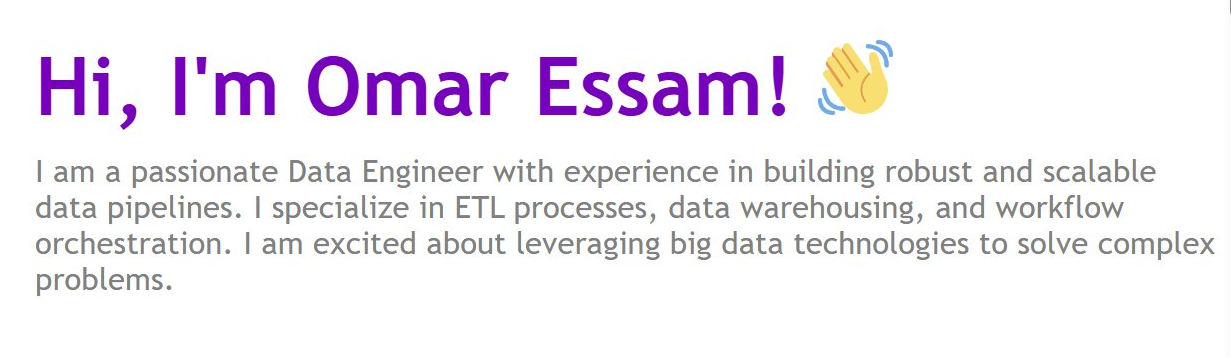 Hi, I'm Omar Essam! 👋
I am a passionate Data Engineer with experience in building robust and scalable
data pipelines. I specialize in ETL processes, data warehousing, and workflow
orchestration. I am excited about leveraging big data technologies to solve complex
problems.